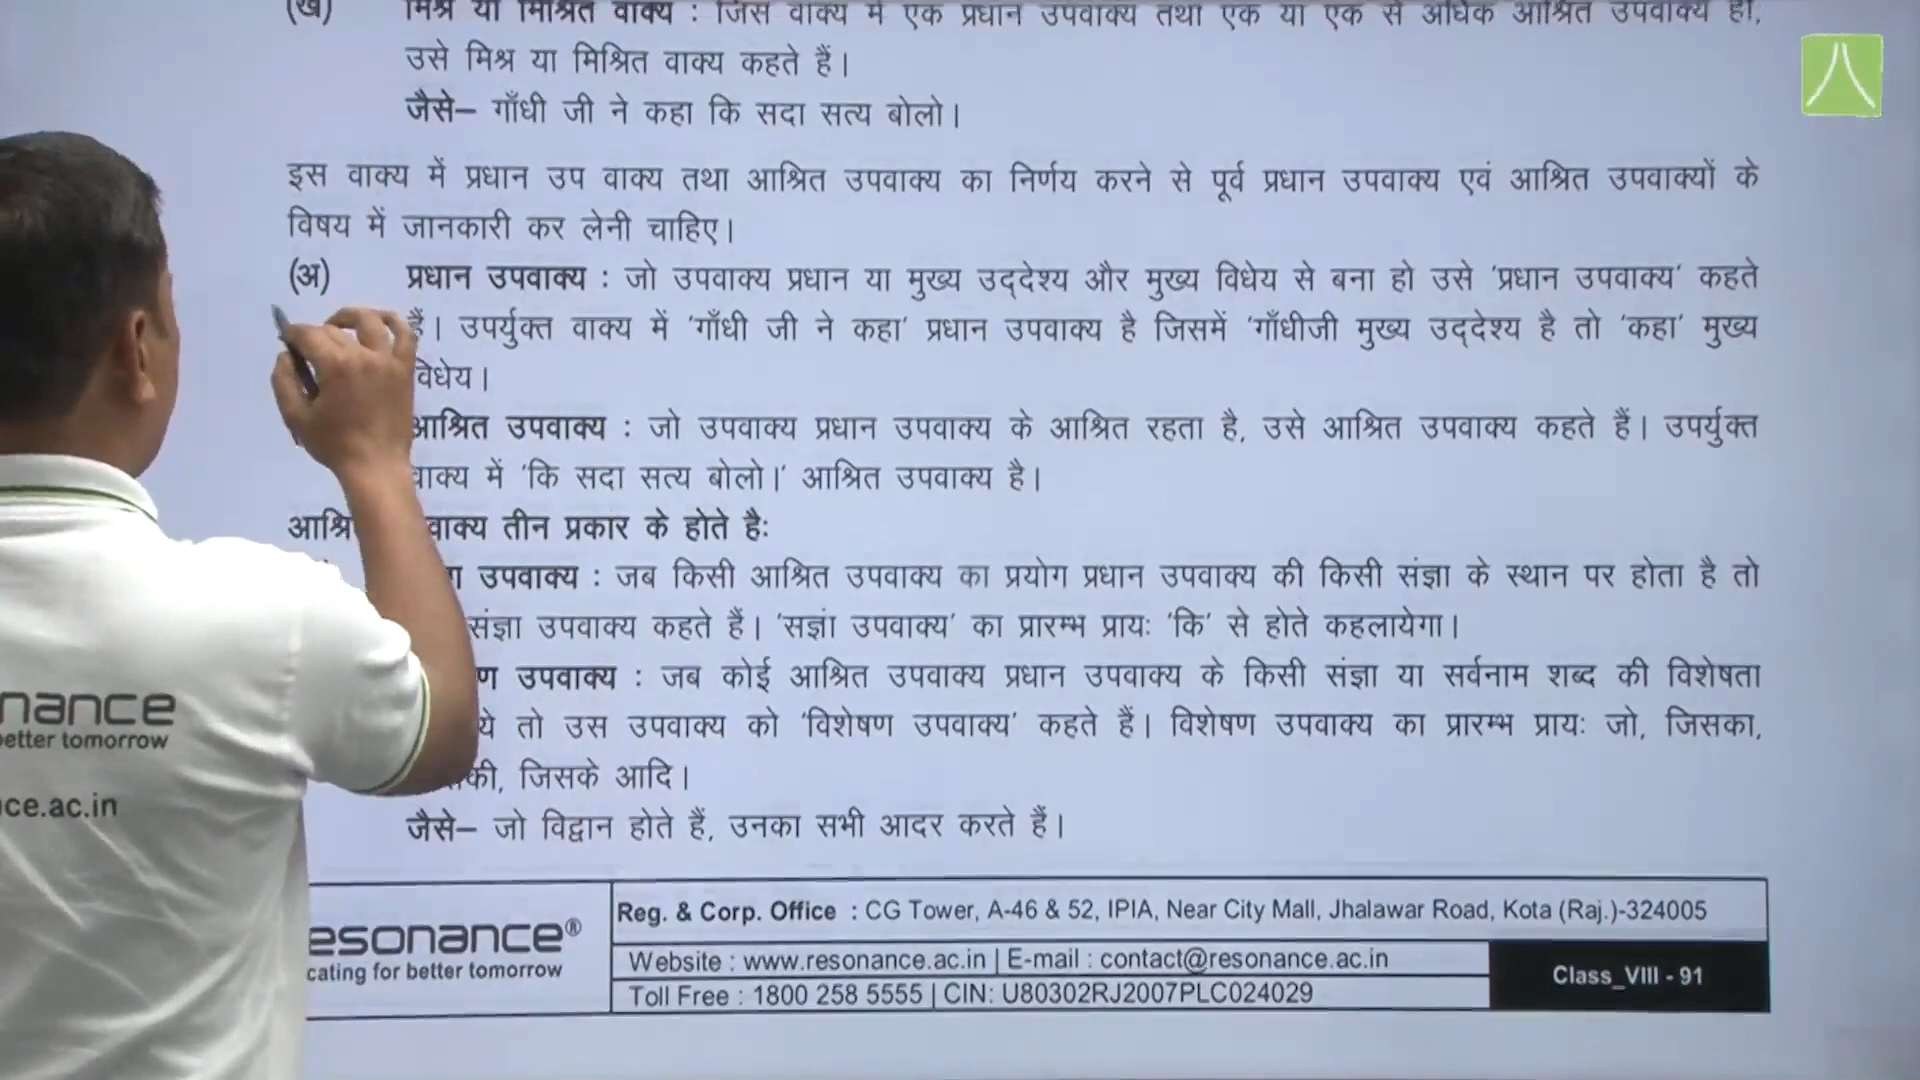 (ख) मिश्र या मिश्रित वाक्य : जिस वाक्य में एक प्रधान उपवाक्य तथा एक या एक से अधिक आश्रित उपवाक्य हो,
उसे मिश्र या मिश्रित वाक्य कहते हैं।
जैसे– गाँधी जी ने कहा कि सदा सत्य बोलो।
इस वाक्य में प्रधान उप वाक्य तथा आश्रित उपवाक्य का निर्णय करने से पूर्व प्रधान उपवाक्य एवं आश्रित उपवाक्यों के
विषय में जानकारी कर लेनी चाहिए।
(अ) प्रधान उपवाक्य : जो उपवाक्य प्रधान या मुख्य उद्‌देश्य और मुख्य विधेय से बना हो उसे 'प्रधान उपवाक्य' कहते
हैं। उपर्युक्त वाक्य में 'गाँधी जी ने कहा' प्रधान उपवाक्य है जिसमें 'गाँधीजी मुख्य उद्‌देश्य है तो 'कहा' मुख्य
विधेय।
आश्रित उपवाक्य : जो उपवाक्य प्रधान उपवाक्य के आश्रित रहता है, उसे आश्रित उपवाक्य कहते हैं। उपर्युक्त
वाक्य में 'कि सदा सत्य बोलो।' आश्रित उपवाक्य है।
आश्रि वाक्य तीन प्रकार के होते हैः
उपवाक्य : जब किसी आश्रित उपवाक्य का प्रयोग प्रधान उपवाक्य की किसी संज्ञा के स्थान पर होता है तो
संज्ञा उपवाक्य कहते हैं। 'सज्ञां उपवाक्य' का प्रारम्भ प्रायः 'कि' से होते कहलायेगा।
ण उपवाक्य : जब कोई आश्रित उपवाक्य प्रधान उपवाक्य के किसी संज्ञा या सर्वनाम शब्द की विशेषता
ये तो उस उपवाक्य को 'विशेषण उपवाक्य' कहते हैं। विशेषण उपवाक्य का प्रारम्भ प्रायः जो, जिसका,
की, जिसके आदि।
जैसे– जो विद्वान होते हैं, उनका सभी आदर करते हैं।
nance
better tomorrow
ce.ac.in
esonance®
cating for better tomorrow
Reg. & Corp. Office : CG Tower, A-46 & 52, IPIA, Near City Mall, Jhalawar Road, Kota (Raj.)-324005
Website : www.resonance.ac.in | E-mail : contact@resonance.ac.in
Toll Free : 1800 258 5555 | CIN: U80302RJ2007PLC024029
Class_VIII - 91